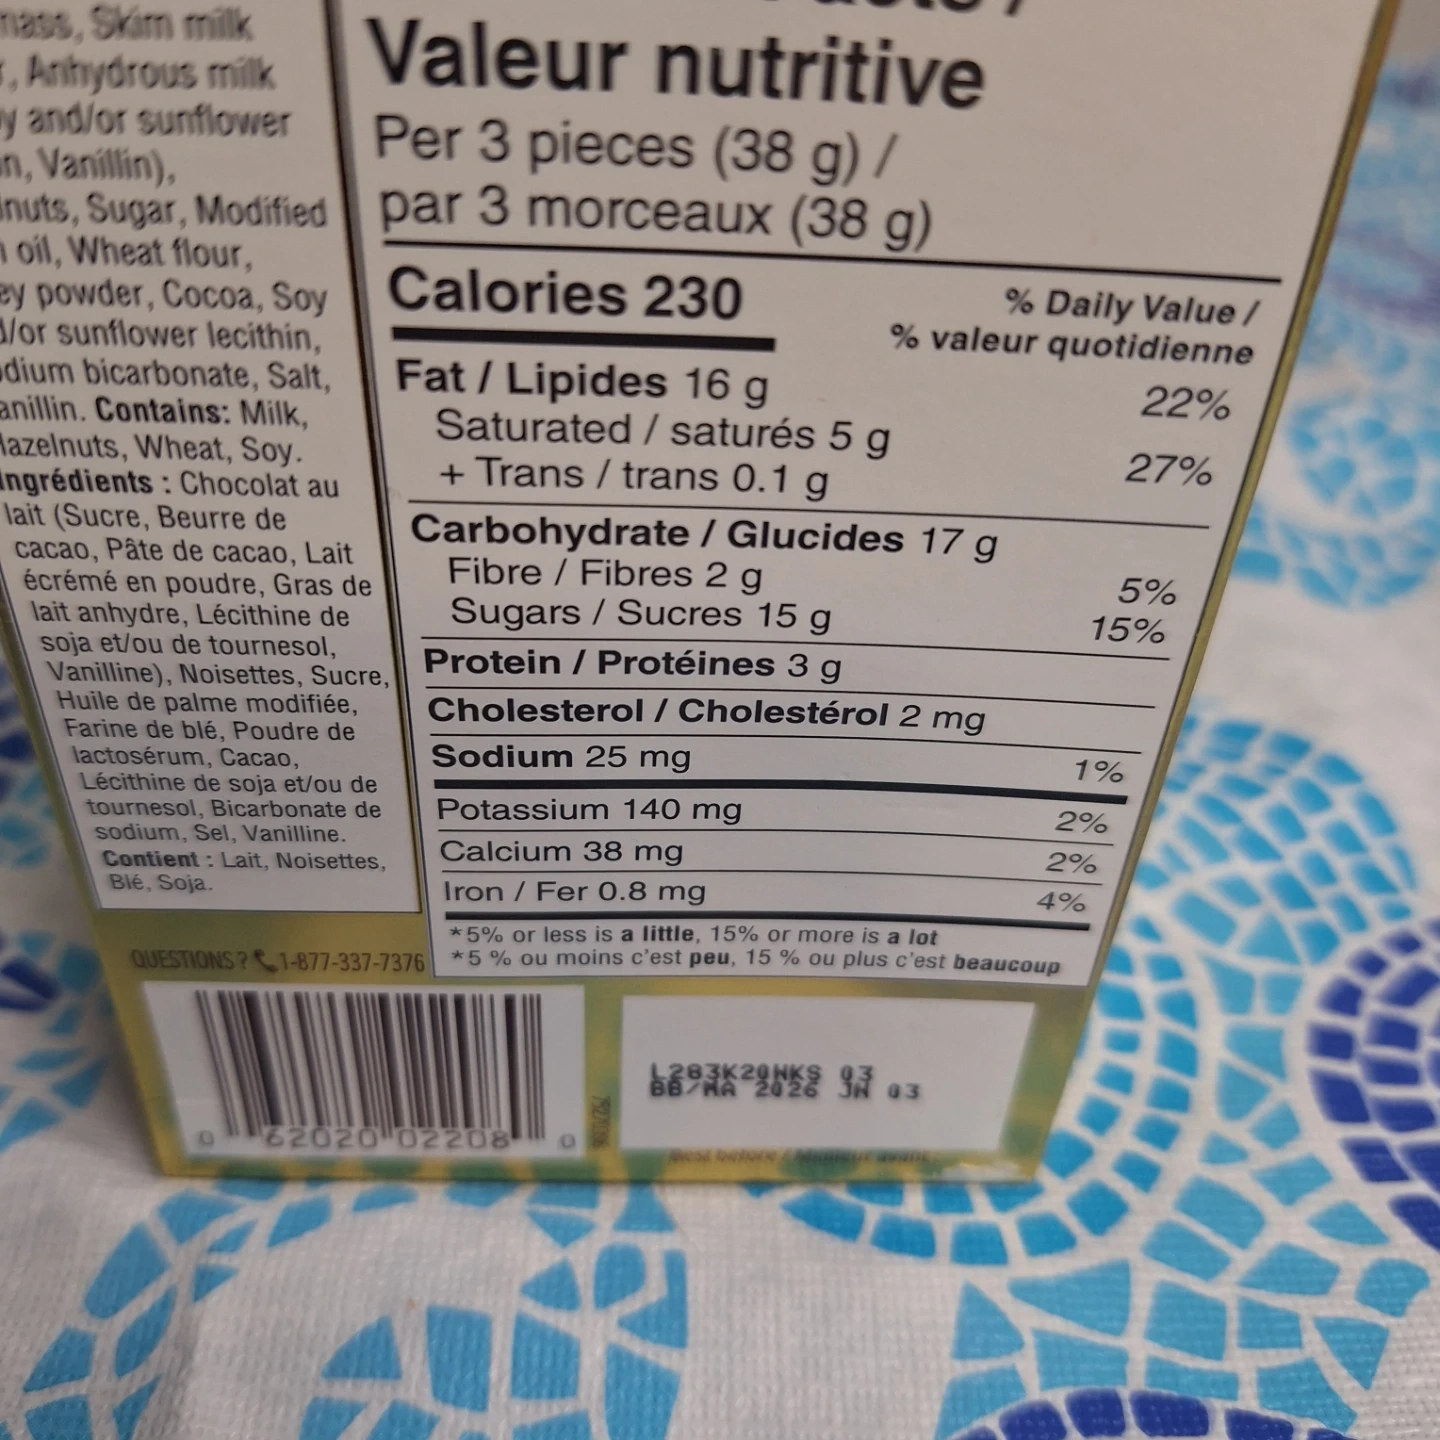 mass, Skim milk
, Anhydrous milk
y and/or sunflower
n, Vanillin),
nuts, Sugar, Modified
oil, Wheat flour,
ey powder, Cocoa, Soy
d/or sunflower lecithin,
dium bicarbonate, Salt,
anillin. Contains: Milk,
Hazelnuts, Wheat, Soy.
Ingrédients : Chocolat au
lait (Sucre, Beurre de
cacao, Pâte de cacao, Lait
écrémé en poudre, Gras de
lait anhydre, Lécithine de
soja et/ou de tournesol,
Vanilline), Noisettes, Sucre,
Huile de palme modifiée,
Farine de blé, Poudre de
lactosérum, Cacao,
Lécithine de soja et/ou de
tournesol, Bicarbonate de
sodium, Sel, Vanilline.
Contient : Lait, Noisettes,
Blé, Soja.
QUESTIONS ? 1-877-337-7376
Valeur nutritive
Per 3 pieces (38 g) /
par 3 morceaux (38 g)
Calories 230
% Daily Value /
% valeur quotidienne
Fat / Lipides 16 g 22%
Saturated / saturés 5 g
+ Trans / trans 0.1 g 27%
Carbohydrate / Glucides 17 g
Fibre / Fibres 2 g 5%
Sugars / Sucres 15 g 15%
Protein / Protéines 3 g
Cholesterol / Cholestérol 2 mg
Sodium 25 mg 1%
Potassium 140 mg 2%
Calcium 38 mg 2%
Iron / Fer 0.8 mg 4%
*5% or less is a little, 15% or more is a lot
*5 % ou moins c'est peu, 15 % ou plus c'est beaucoup
0 62020 02208 0
L283K20NKS 03
BB/MA 2026 JN 03
Best before / Meilleur avant :